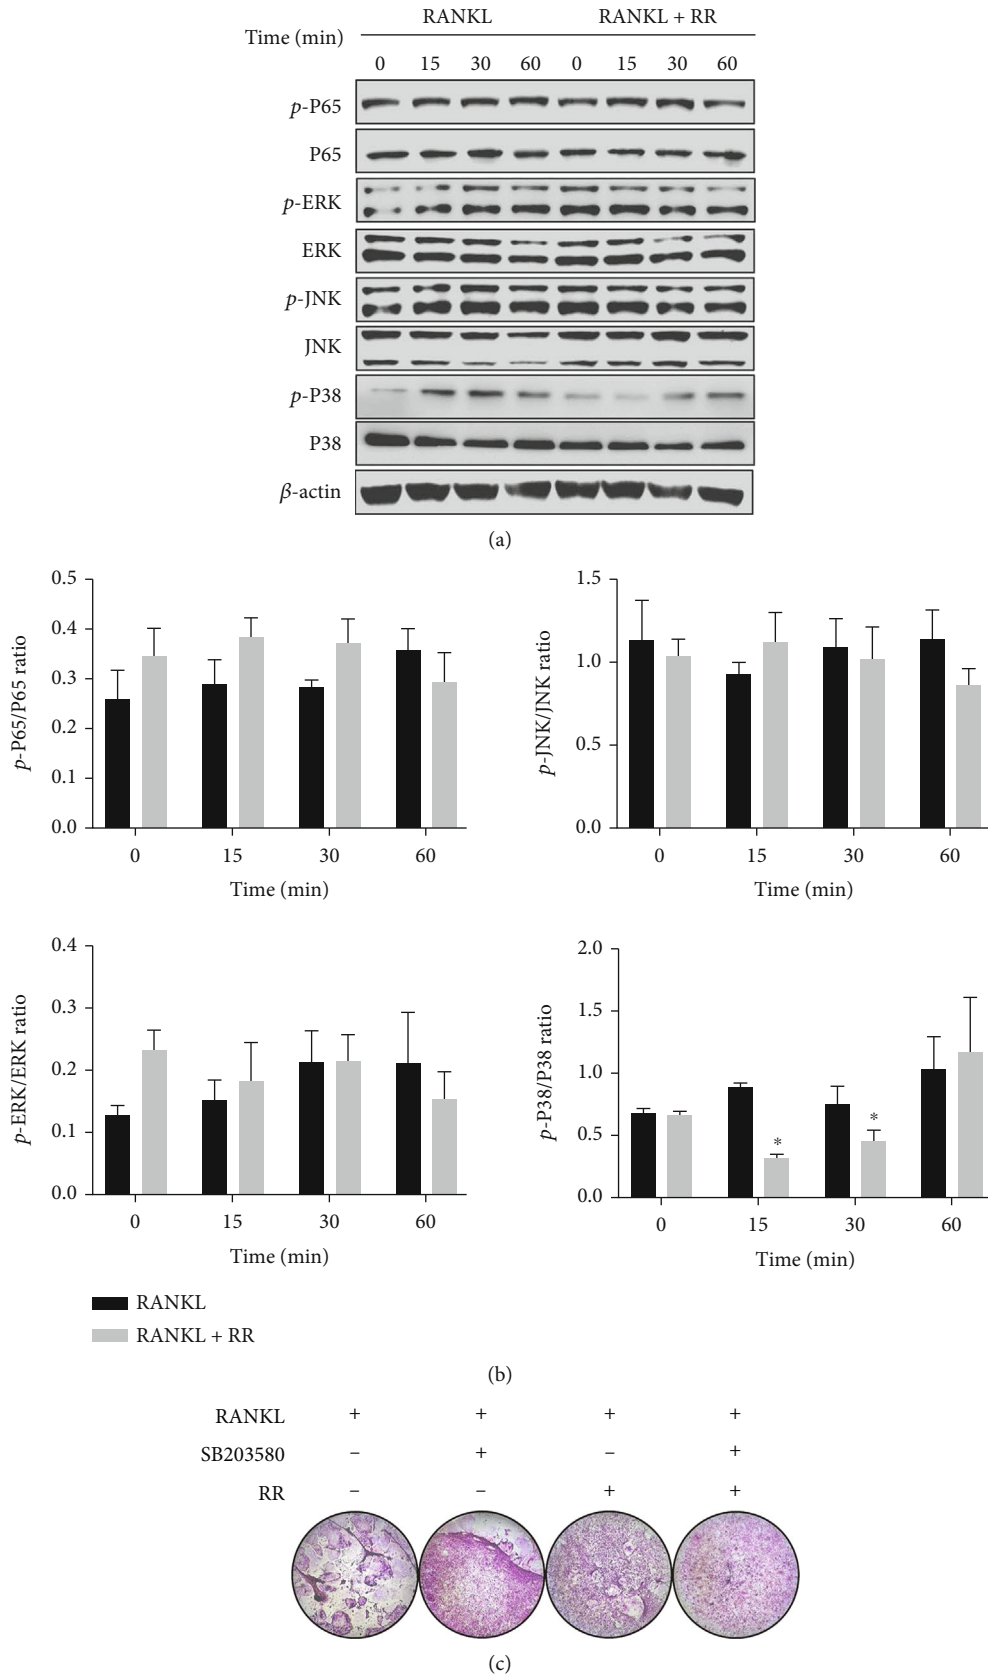 RANKL RANKL + RR
Time (min)
0 15 30 60 0 15 30 60
p-P65
P65
p-ERK
ERK
p-JNK
JNK
p-P38
P38
β-actin
(a)
p-P65/P65 ratio
0.5
0.4
0.3
0.2
0.1
0.0
0 15 30 60
Time (min)
p-JNK/JNK ratio
1.5
1.0
0.5
0.0
0 15 30 60
Time (min)
p-ERK/ERK ratio
0.4
0.3
0.2
0.1
0.0
0 15 30 60
Time (min)
p-P38/P38 ratio
2.0
1.5
1.0
0.5
0.0
* *
0 15 30 60
Time (min)
RANKL
RANKL + RR
(b)
RANKL + + + +
SB203580 – + – +
RR – – + +
(c)